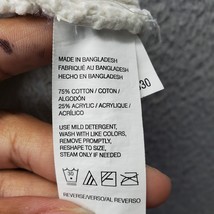 MADE IN BANGLADESH
FABRIQUÉ AU BANGLADESH
HECHO EN BANGLADESH
75% COTTON / COTON /
ALGODÓN
25% ACRYLIC / ACRYLIQUE /
ACRÍLICO
USE MILD DETERGENT,
WASH WITH LIKE COLORS,
REMOVE PROMPTLY,
RESHAPE TO SIZE,
STEAM ONLY IF NEEDED
30
REVERSE/VERSO/AL REVERSO
30